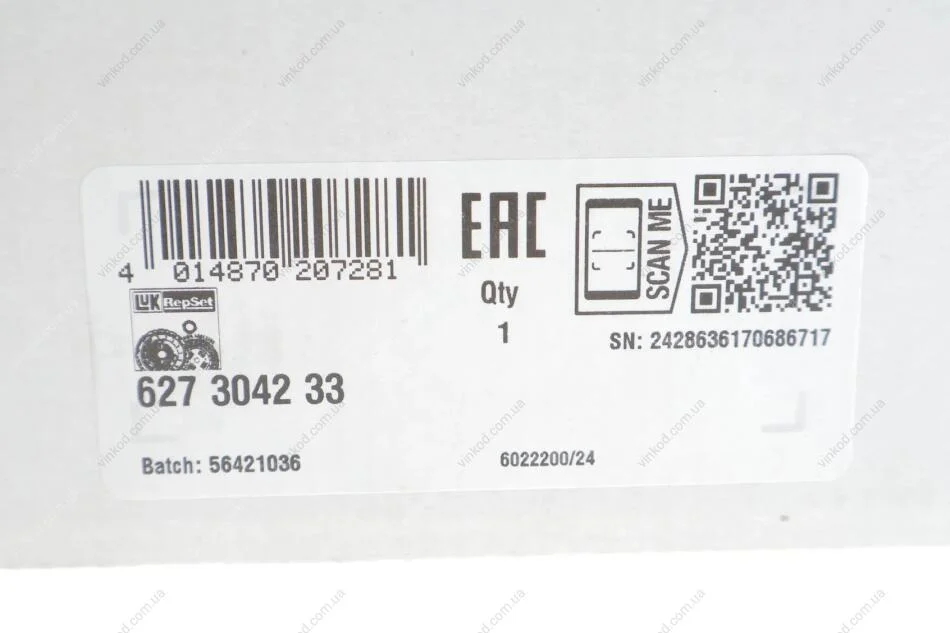 4 014870 207281
LUK RepSet
627 3042 33
Batch: 56421036
EAC
Qty
1
SCAN ME
SN: 2428636170686717
6022200/24
vinkod.com.ua